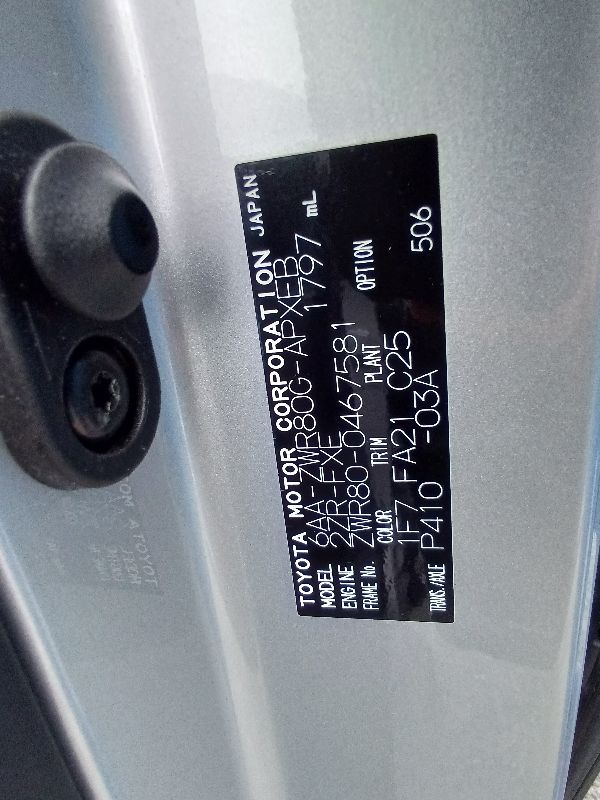 TOYOTA MOTOR CORPORATION JAPAN
MODEL 6AA-ZWR80G-APXEB
ENGINE 2ZR-FXE 1797 mL
FRAME No. ZWR80-0467581
COLOR TRIM PLANT OPTION
1F7 FA21 C25
TRANS./AXLE P410 -03A 506